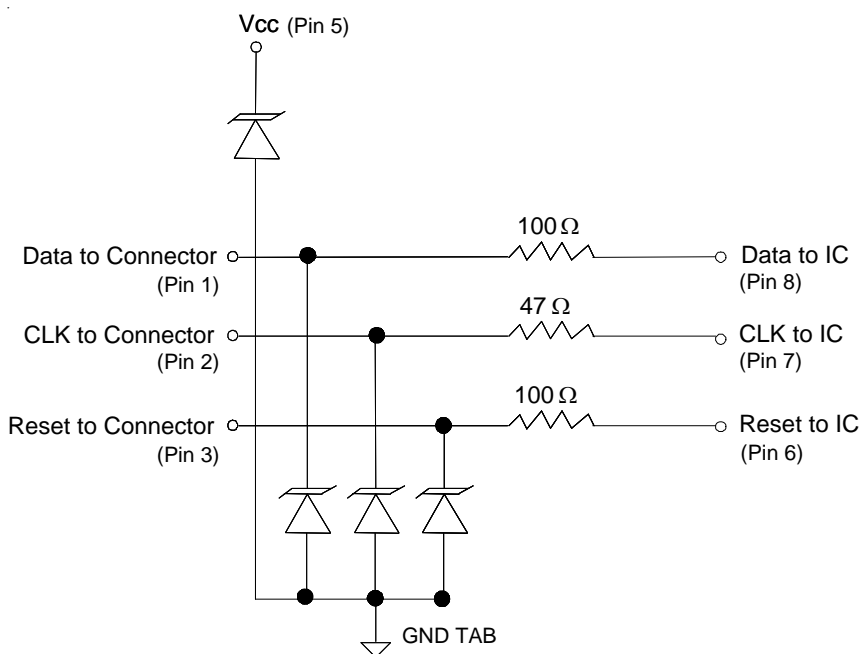 Vcc (Pin 5)
100 Ω
Data to Connector
(Pin 1)
Data to IC
(Pin 8)
47 Ω
CLK to Connector
(Pin 2)
CLK to IC
(Pin 7)
100 Ω
Reset to Connector
(Pin 3)
Reset to IC
(Pin 6)
GND TAB